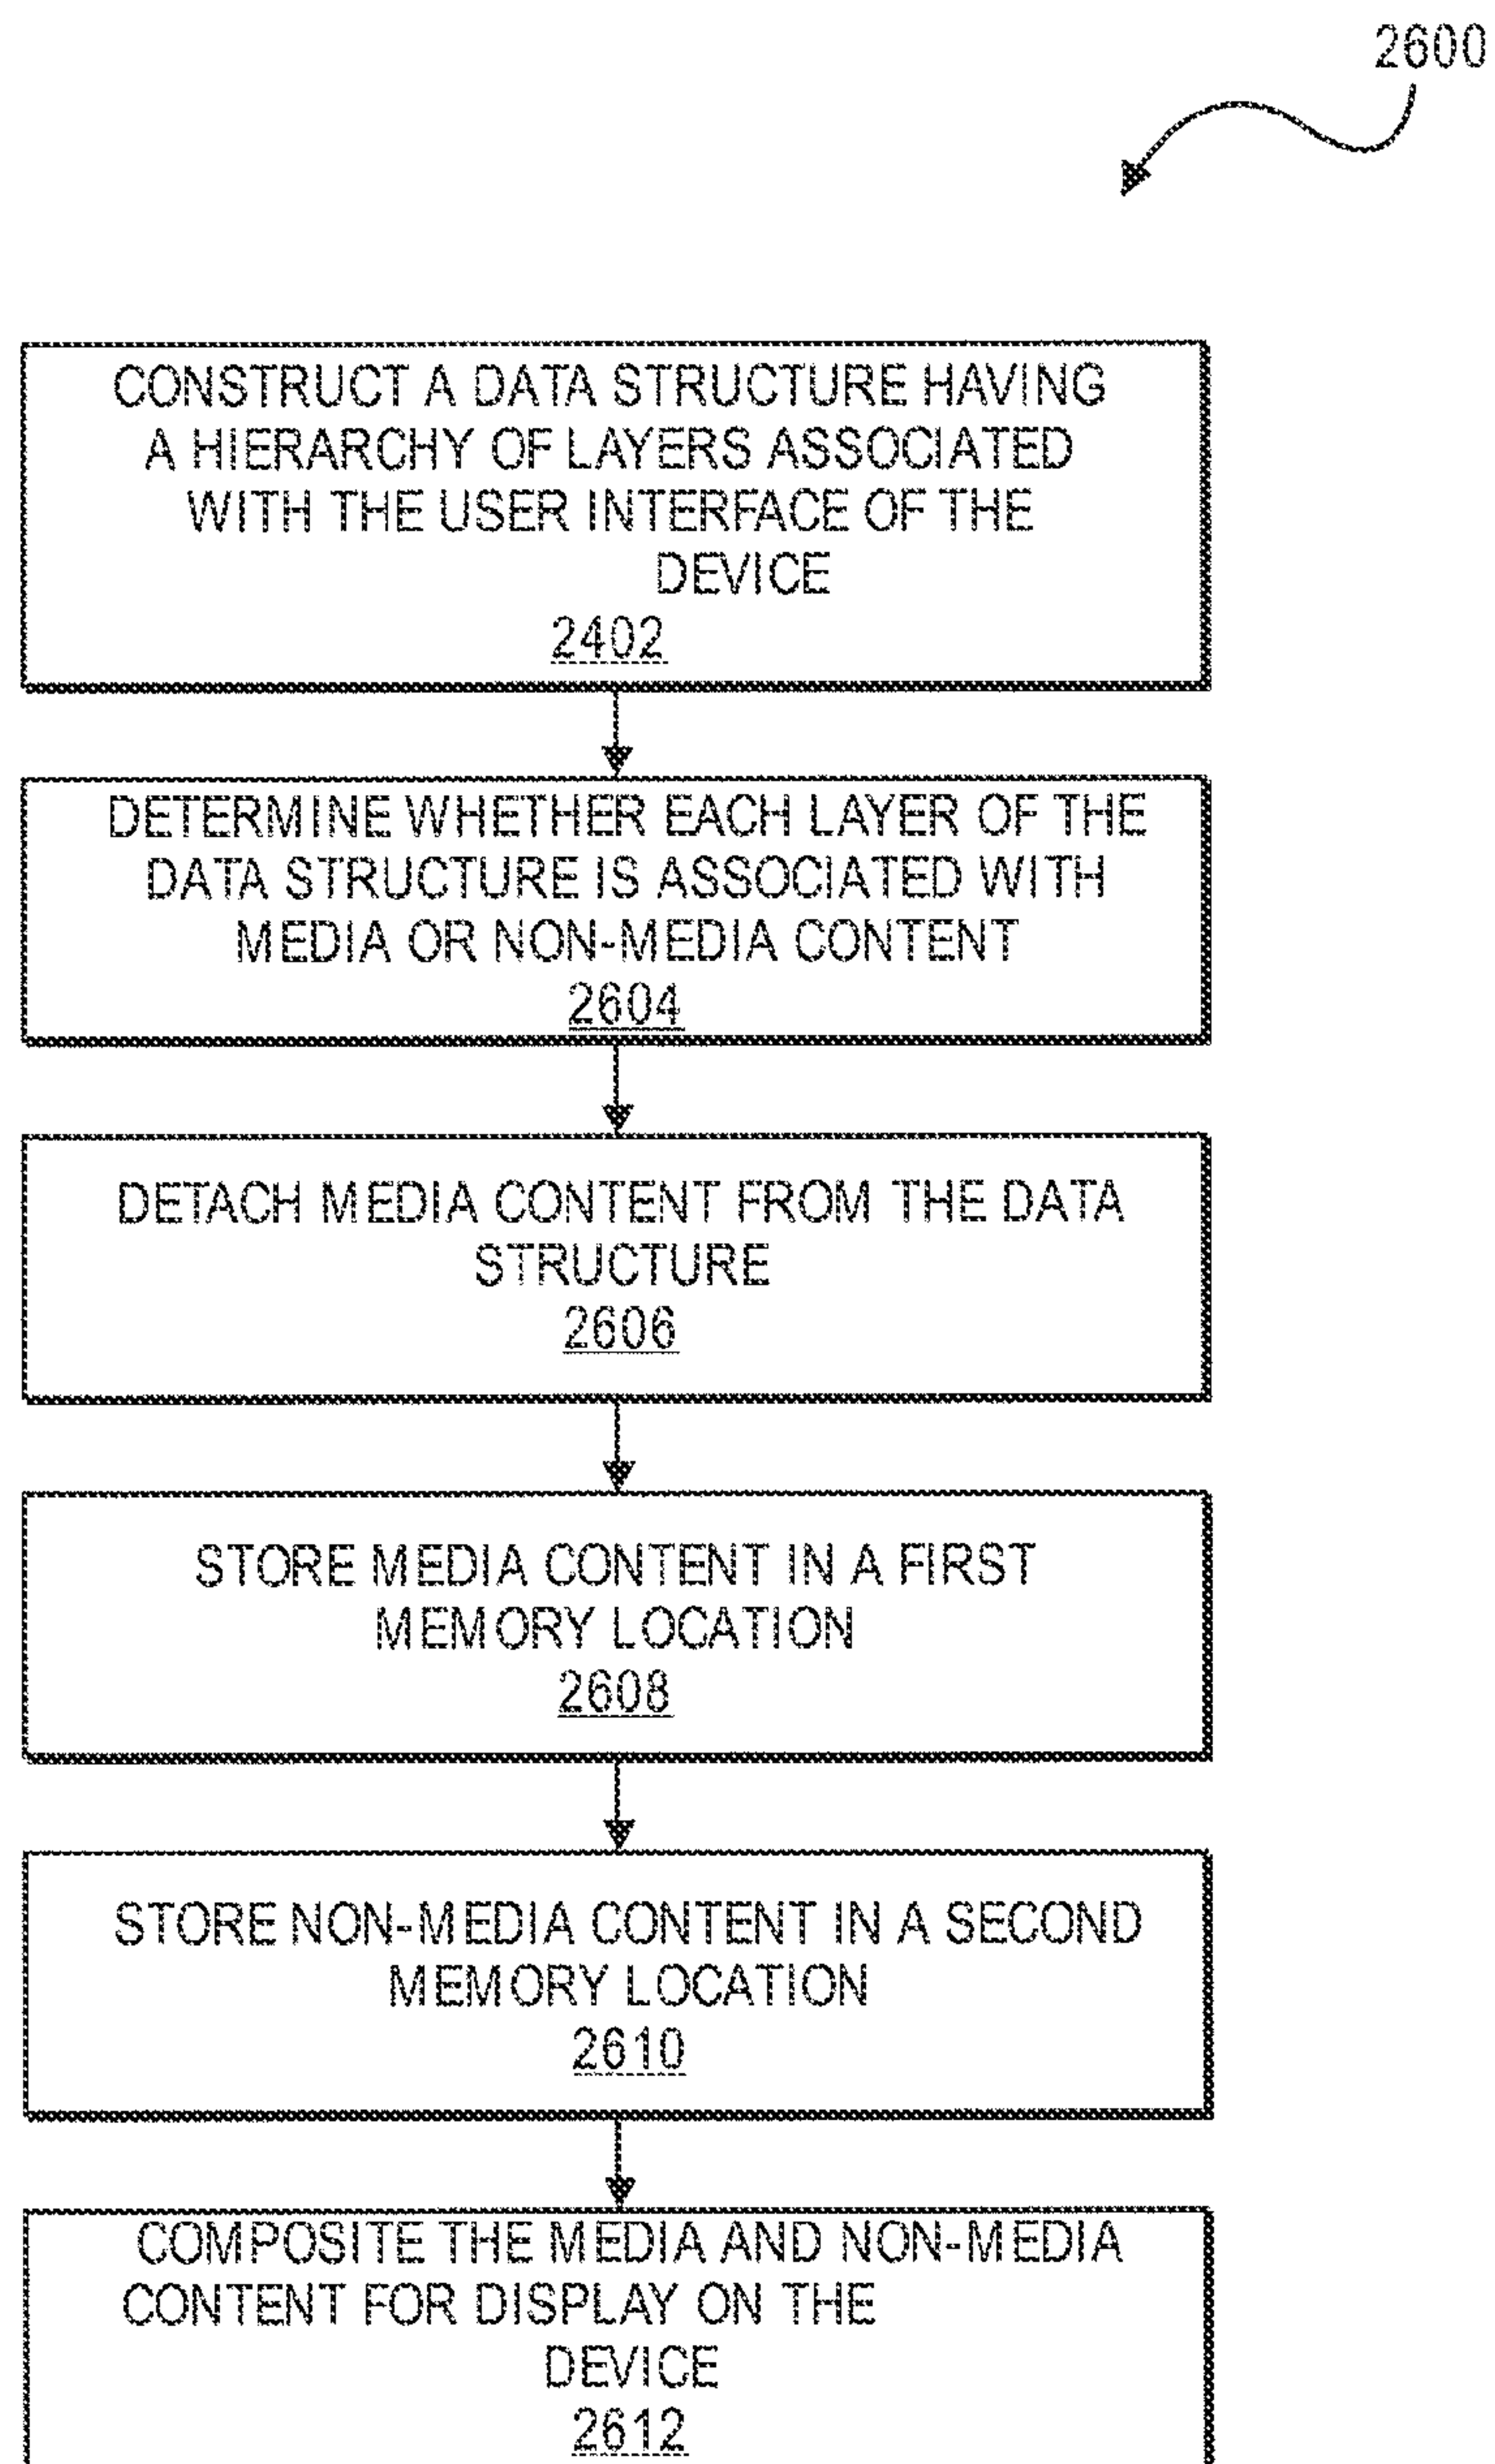 2600
CONSTRUCT A DATA STRUCTURE HAVING
A HIERARCHY OF LAYERS ASSOCIATED
WITH THE USER INTERFACE OF THE
DEVICE
2402
DETERMINE WHETHER EACH LAYER OF THE
DATA STRUCTURE IS ASSOCIATED WITH
MEDIA OR NON-MEDIA CONTENT
2604
DETACH MEDIA CONTENT FROM THE DATA
STRUCTURE
2606
STORE MEDIA CONTENT IN A FIRST
MEMORY LOCATION
2608
STORE NON-MEDIA CONTENT IN A SECOND
MEMORY LOCATION
2610
COMPOSITE THE MEDIA AND NON-MEDIA
CONTENT FOR DISPLAY ON THE
DEVICE
2612